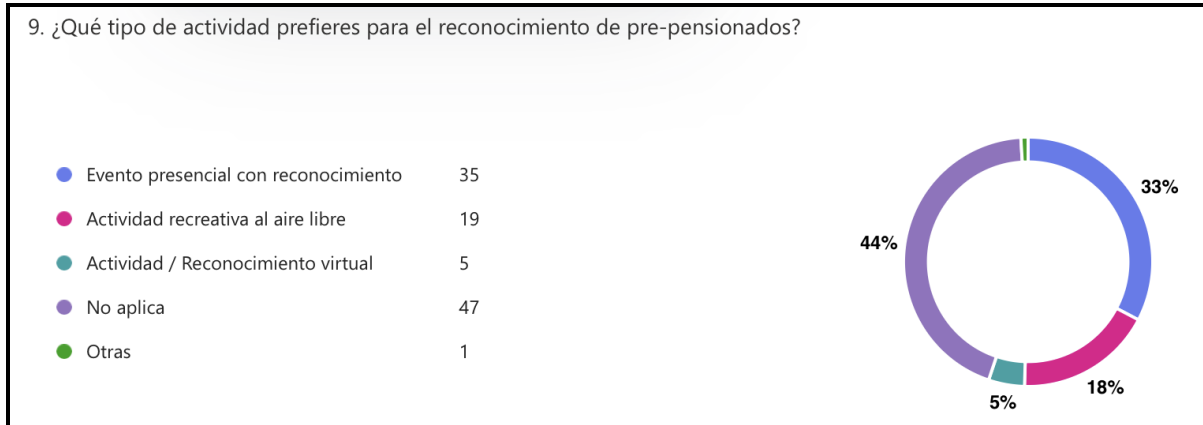 9. ¿Qué tipo de actividad prefieres para el reconocimiento de pre-pensionados?
Evento presencial con reconocimiento 35
Actividad recreativa al aire libre 19
Actividad / Reconocimiento virtual 5
No aplica 47
Otras 1
33%
44%
18%
5%